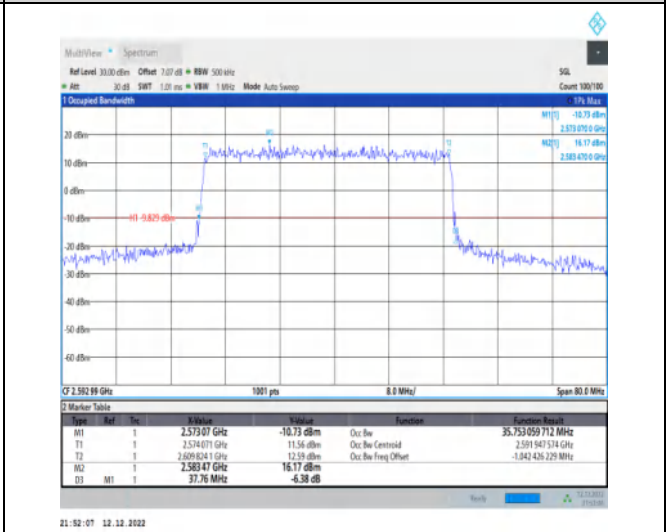 MultiView Spectrum
Ref Level 30.00 dBm Offset 7.07 dB RBW 500 kHz SGL
Att 30 dB SWT 1.01 ms VBW 1 MHz Mode Auto Sweep Count 100/100
1 Occupied Bandwidth 1Pk Max
M1[1] -10.73 dBm
2.573 070 0 GHz
20 dBm M2[1] 16.17 dBm
2.583 470 0 GHz
M2
T1 T2
10 dBm
0 dBm
M1
-10 dBm H1 -9.829 dBm
-20 dBm
-30 dBm
-40 dBm
-50 dBm
-60 dBm
CF 2.592 99 GHz 1001 pts 8.0 MHz/ Span 80.0 MHz
2 Marker Table
Type Ref Trc X-Value Y-Value Function Function Result
M1 1 2.573 07 GHz -10.73 dBm Occ Bw 35.753 059 712 MHz
T1 1 2.574 071 GHz 11.56 dBm Occ Bw Centroid 2.591 947 574 GHz
T2 1 2.609 824 1 GHz 12.59 dBm Occ Bw Freq Offset -1.042 426 229 MHz
M2 1 2.583 47 GHz 16.17 dBm
D3 M1 1 37.76 MHz -6.38 dB
Ready 12.12.2022
21:52:07 12.12.2022